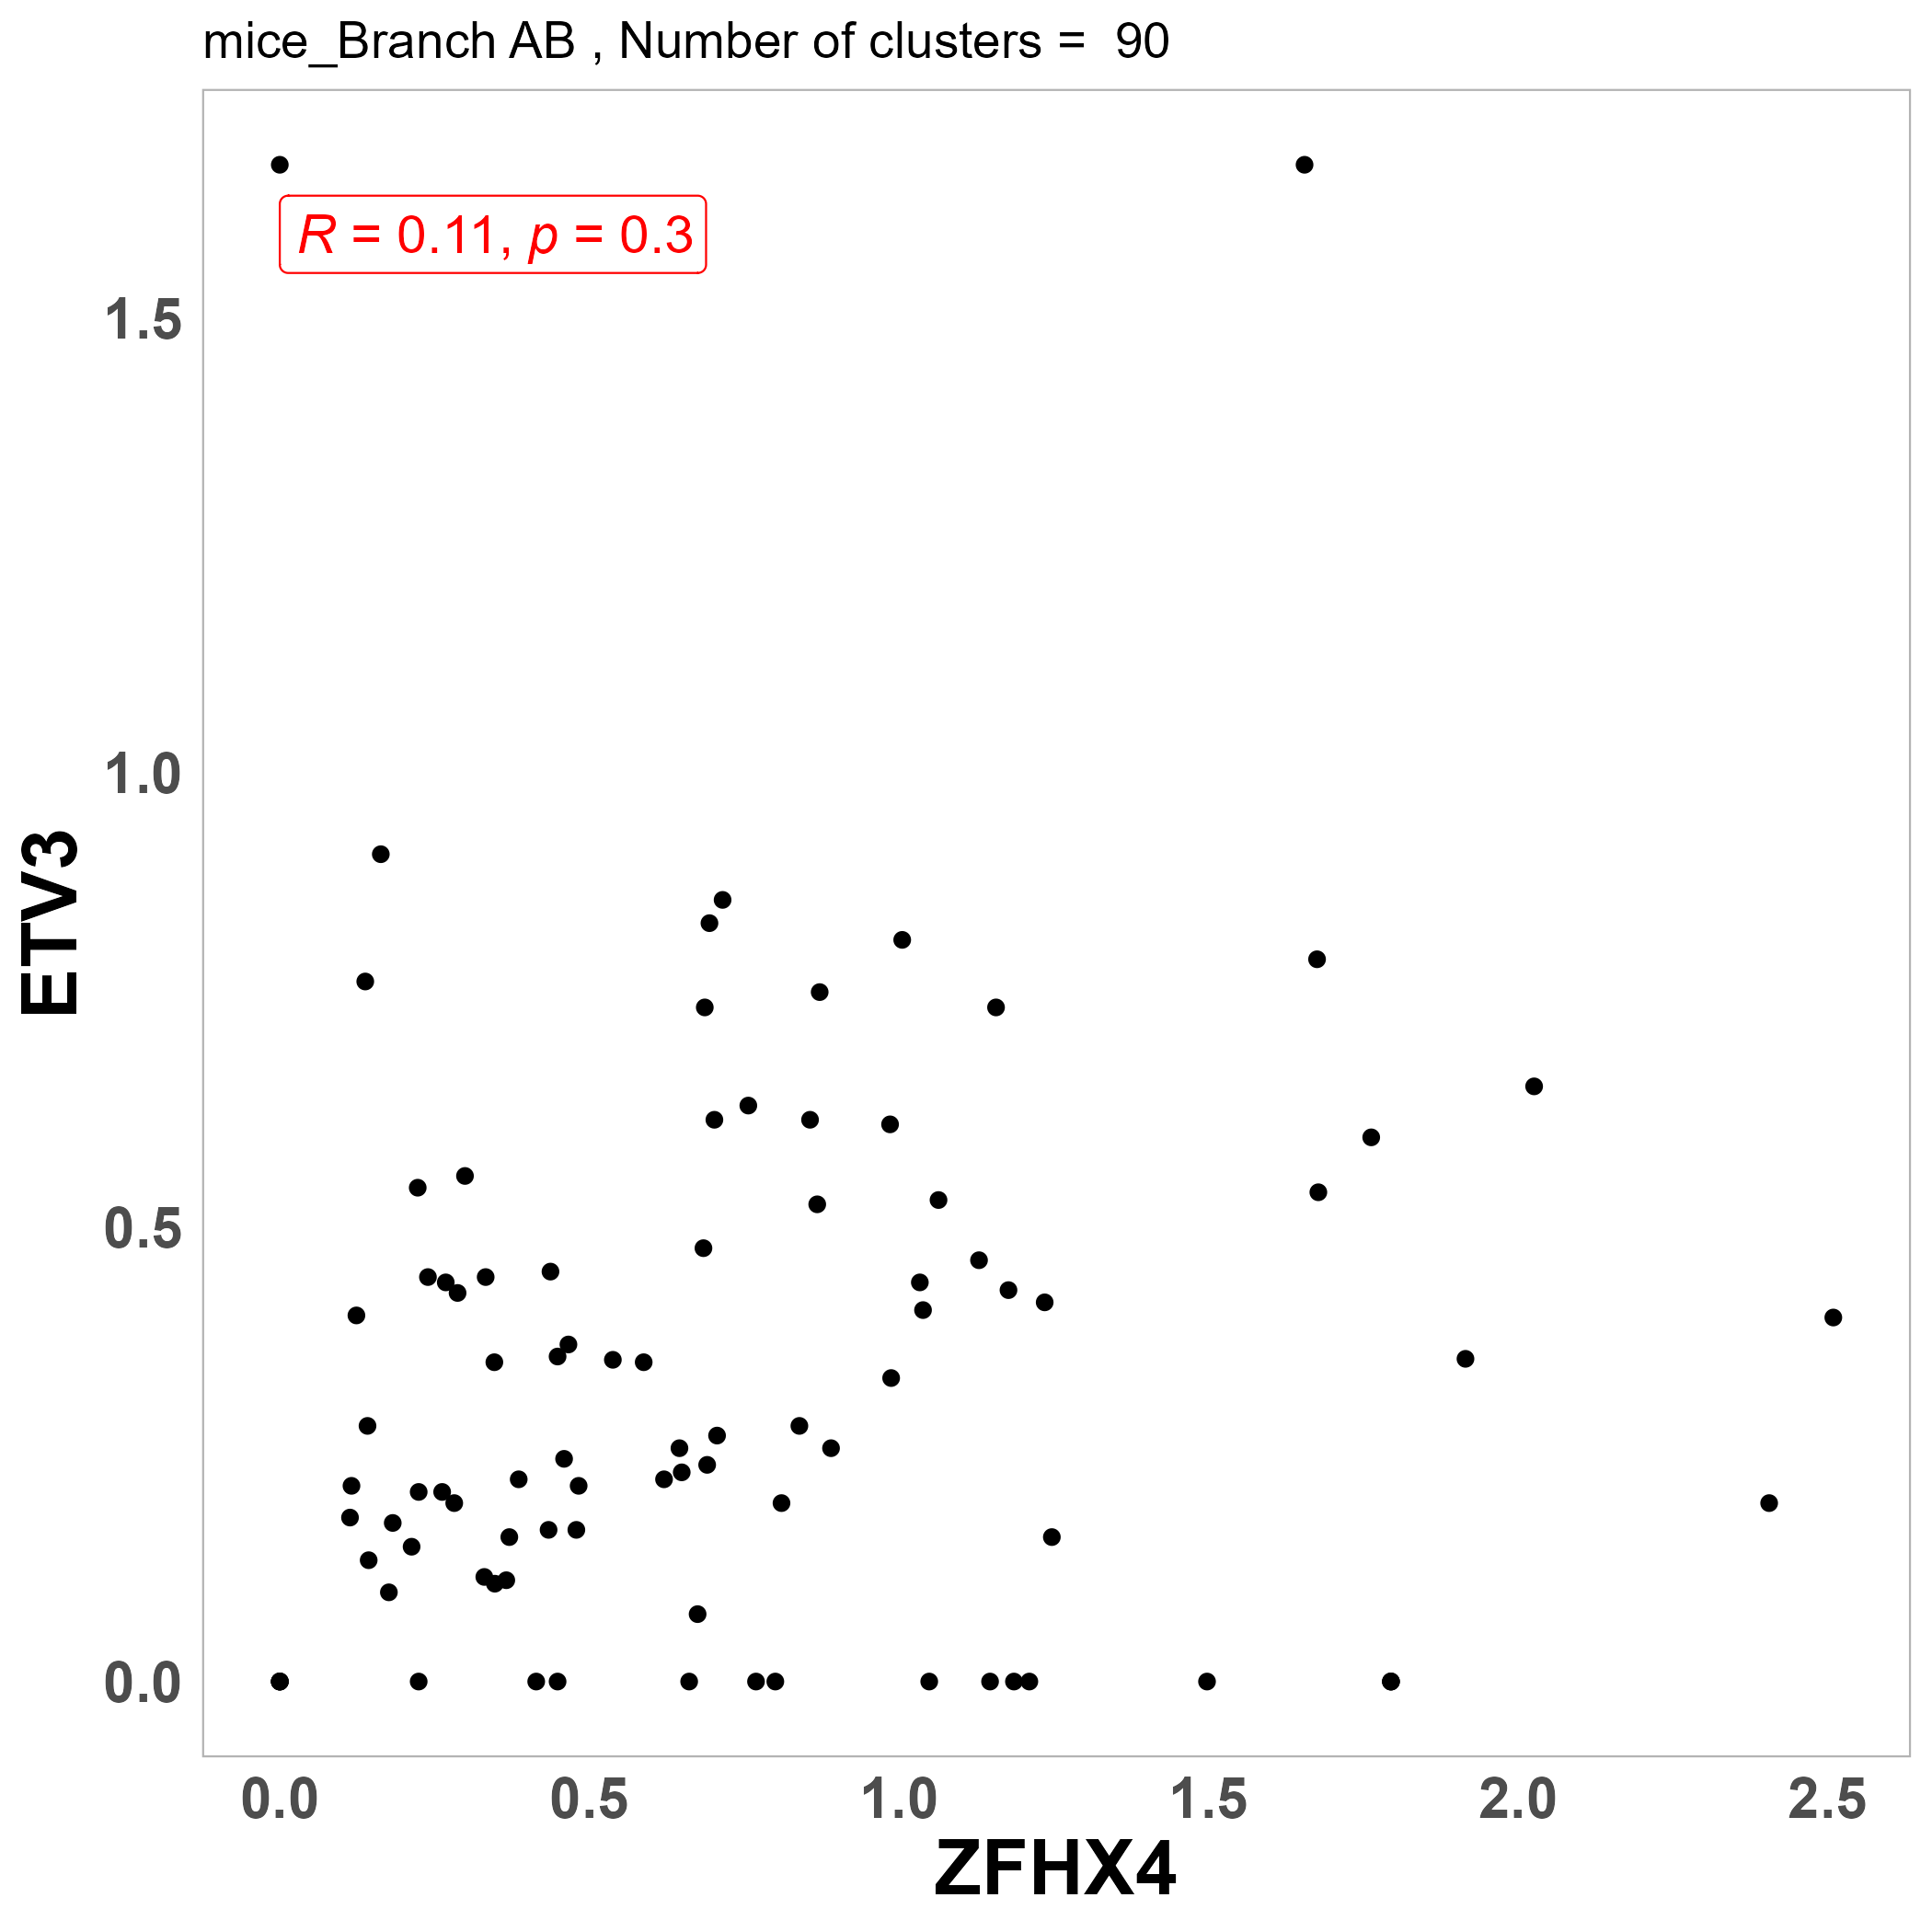 mice_Branch AB , Number of clusters =  90
R = 0.11, p = 0.3
1.5
1.0
0.5
0.0
ETV3
0.0 0.5 1.0 1.5 2.0 2.5
ZFHX4